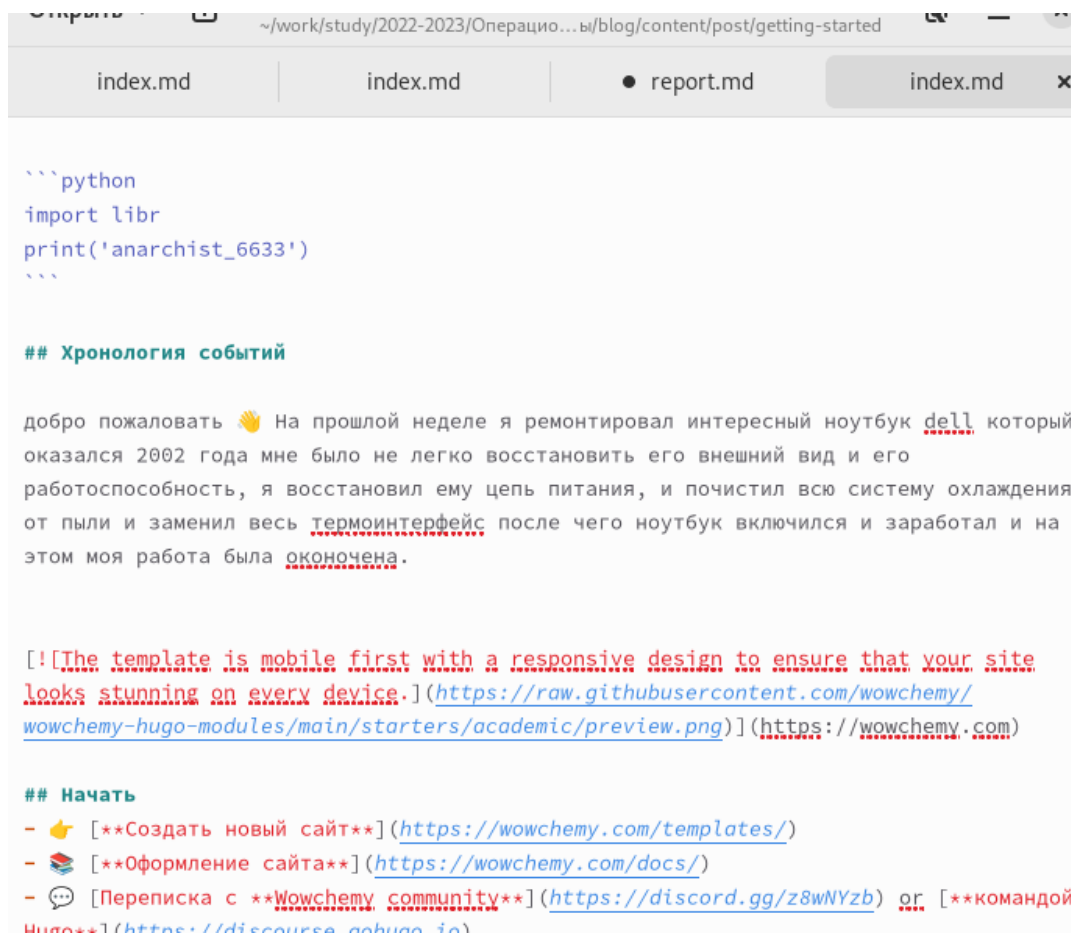 Открыть
~/work/study/2022-2023/Операцио…ы/blog/content/post/getting-started
index.md
index.md
● report.md
index.md ×
```python
import libr
print('anarchist_6633')
```
## Хронология событий
добро пожаловать 👋 На прошлой неделе я ремонтировал интересный ноутбук dell который
оказался 2002 года мне было не легко восстановить его внешний вид и его
работоспособность, я восстановил ему цепь питания, и почистил всю систему охлаждения
от пыли и заменил весь термоинтерфейс после чего ноутбук включился и заработал и на
этом моя работа была оконочена.
[![The template is mobile first with a responsive design to ensure that your site
looks stunning on every device.](https://raw.githubusercontent.com/wowchemy/
wowchemy-hugo-modules/main/starters/academic/preview.png)](https://wowchemy.com)
## Начать
- 👉 [**Создать новый сайт**](https://wowchemy.com/templates/)
- 📚 [**Оформление сайта**](https://wowchemy.com/docs/)
- 💬 [Переписка с **Wowchemy community**](https://discord.gg/z8wNYzb) or [**командой
Hugo**](https://discourse.gohugo.io)